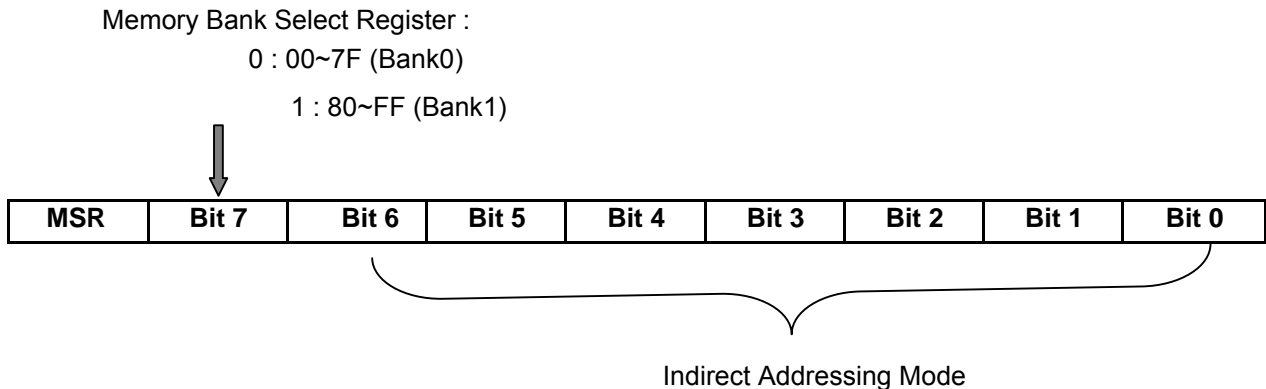 Memory Bank Select Register :
0 : 00~7F (Bank0)
1 : 80~FF (Bank1)
MSR Bit 7 Bit 6 Bit 5 Bit 4 Bit 3 Bit 2 Bit 1 Bit 0
Indirect Addressing Mode